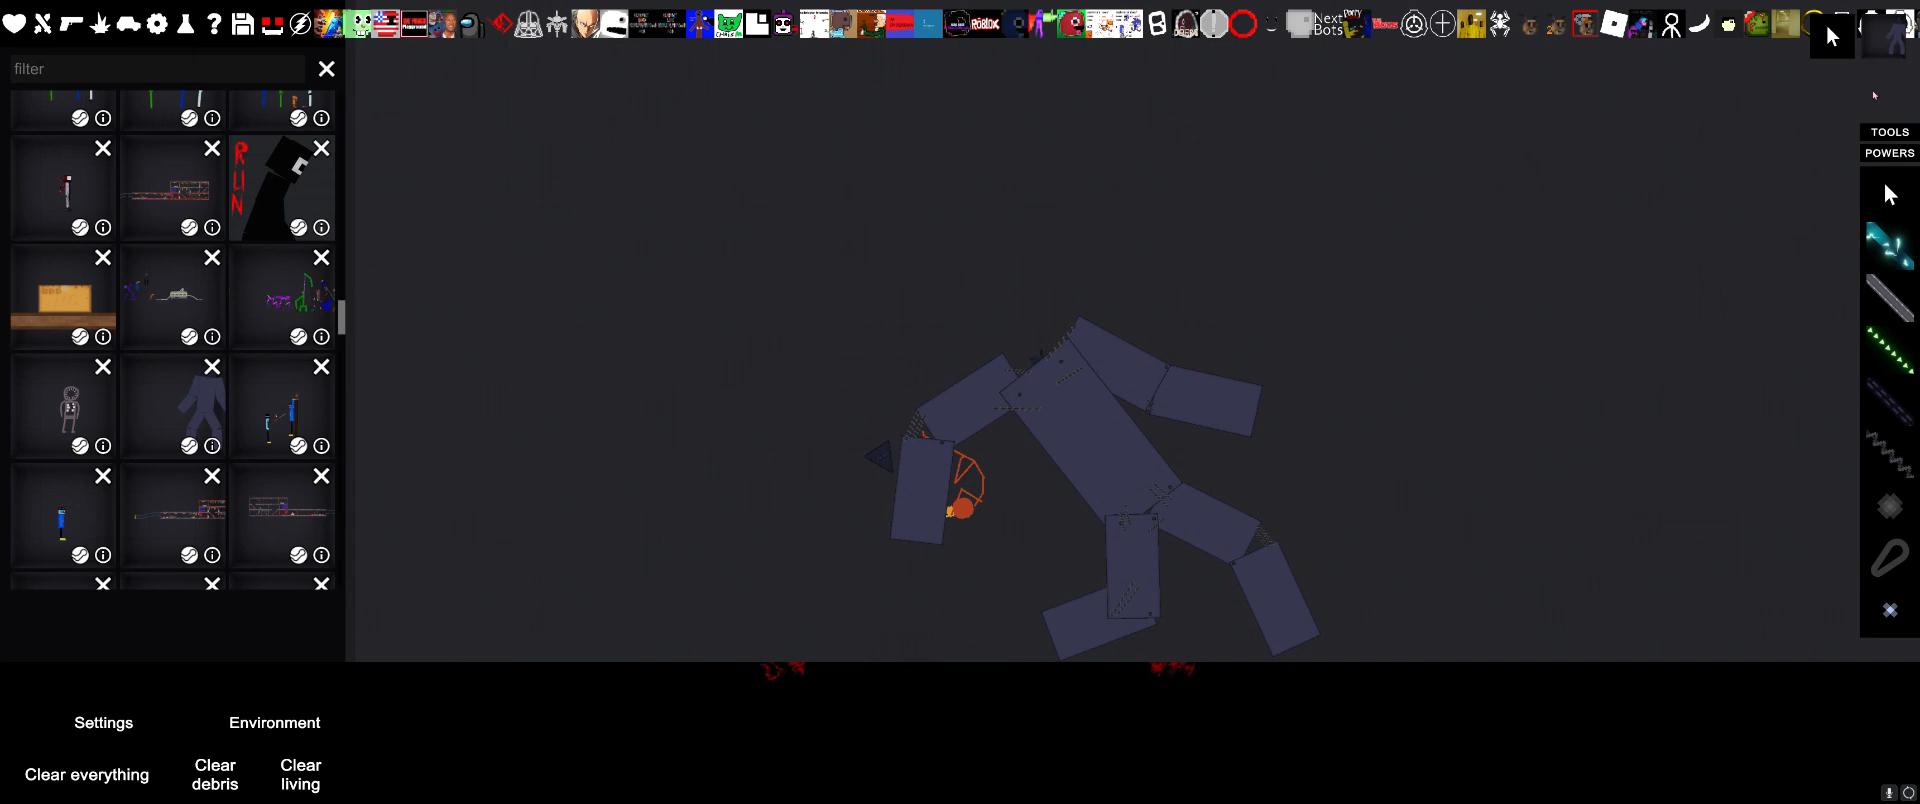 Next
Bots
ROBLOX
filter
TOOLS
POWERS
RUN
Settings
Environment
Clear everything
Clear
debris
Clear
living